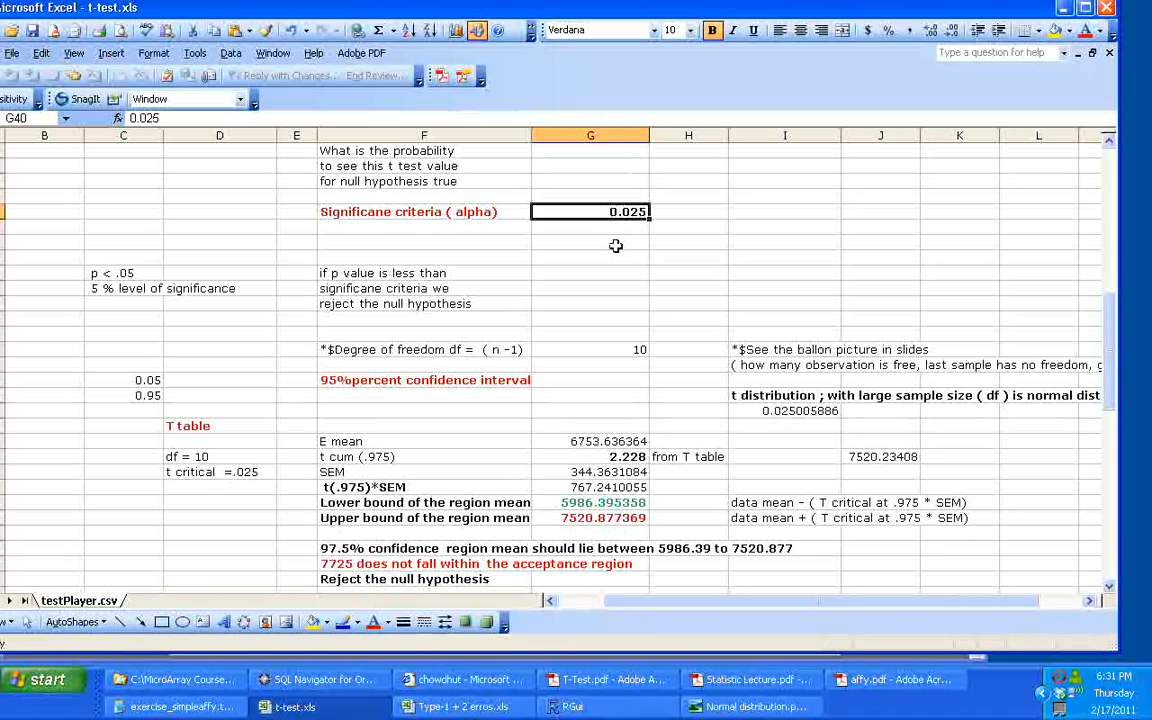 Microsoft Excel - t-test.xls
Verdana 10 B I U $ %
File Edit View Insert Format Tools Data Window Help Adobe PDF Type a question for help
Reply with Changes... End Review...
sitivity SnagIt Window
G40 fx 0.025
B C D E F G H I J K L
What is the probability
to see this t test value
for null hypothesis true
Significane criteria ( alpha) 0.025
p < .05 if p value is less than
5 % level of significance significane criteria we
reject the null hypothesis
*$Degree of freedom df = ( n -1) 10 *$See the ballon picture in slides
( how many observation is free, last sample has no freedom, g
0.05 95%percent confidence interval
0.95 t distribution ; with large sample size ( df ) is normal dist
0.025005886
T table
E mean 6753.636364
df = 10 t cum (.975) 2.228 from T table 7520.23408
t critical =.025 SEM 344.3631084
t(.975)*SEM 767.2410055
Lower bound of the region mean 5986.395358 data mean - ( T critical at .975 * SEM)
Upper bound of the region mean 7520.877369 data mean + ( T critical at .975 * SEM)
97.5% confidence region mean should lie between 5986.39 to 7520.877
7725 does not fall within the acceptance region
Reject the null hypothesis
testPlayer.csv
AutoShapes
start C:\MicroArray Course... SQL Navigator for Or... chowdhut - Microsoft ... T-Test.pdf - Adobe A... Statistic Lecture.pdf -... affy.pdf - Adobe Acr... 6:31 PM
Thursday
exercise_simpleaffy.t... t-test.xls Type-1 + 2 erros.xls RGui Normal distribution.p... 2/17/2011